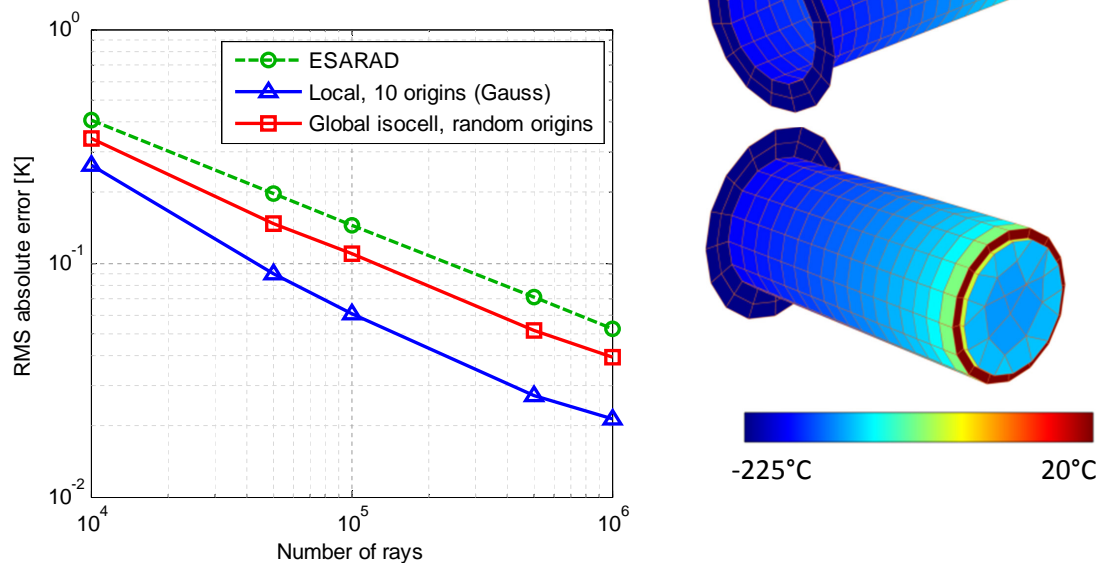 10^0
10^-1
10^-2
RMS absolute error [K]
ESARAD
Local, 10 origins (Gauss)
Global isocell, random origins
10^4
10^5
10^6
Number of rays
-225°C
20°C